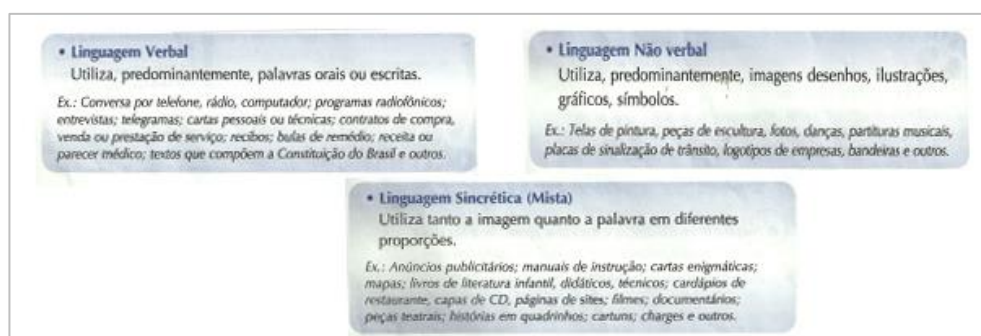 • Linguagem Verbal
Utiliza, predominantemente, palavras orais ou escritas.
Ex.: Conversa por telefone, rádio, computador; programas radiofônicos;
entrevistas; telegramas; cartas pessoais ou técnicas; contratos de compra,
venda ou prestação de serviço; recibos; bulas de remédio; receita ou
parecer médico; textos que compõem a Constituição do Brasil e outros.
• Linguagem Não verbal
Utiliza, predominantemente, imagens desenhos, ilustrações,
gráficos, símbolos.
Ex.: Telas de pintura, peças de escultura, fotos, danças, partituras musicais,
placas de sinalização de trânsito, logotipos de empresas, bandeiras e outros.
• Linguagem Sincrética (Mista)
Utiliza tanto a imagem quanto a palavra em diferentes
proporções.
Ex.: Anúncios publicitários; manuais de instrução; cartas enigmáticas;
mapas; livros de literatura infantil, didáticos, técnicos; cardápios de
restaurante, capas de CD, páginas de sites; filmes; documentários;
peças teatrais; histórias em quadrinhos; cartuns; charges e outros.